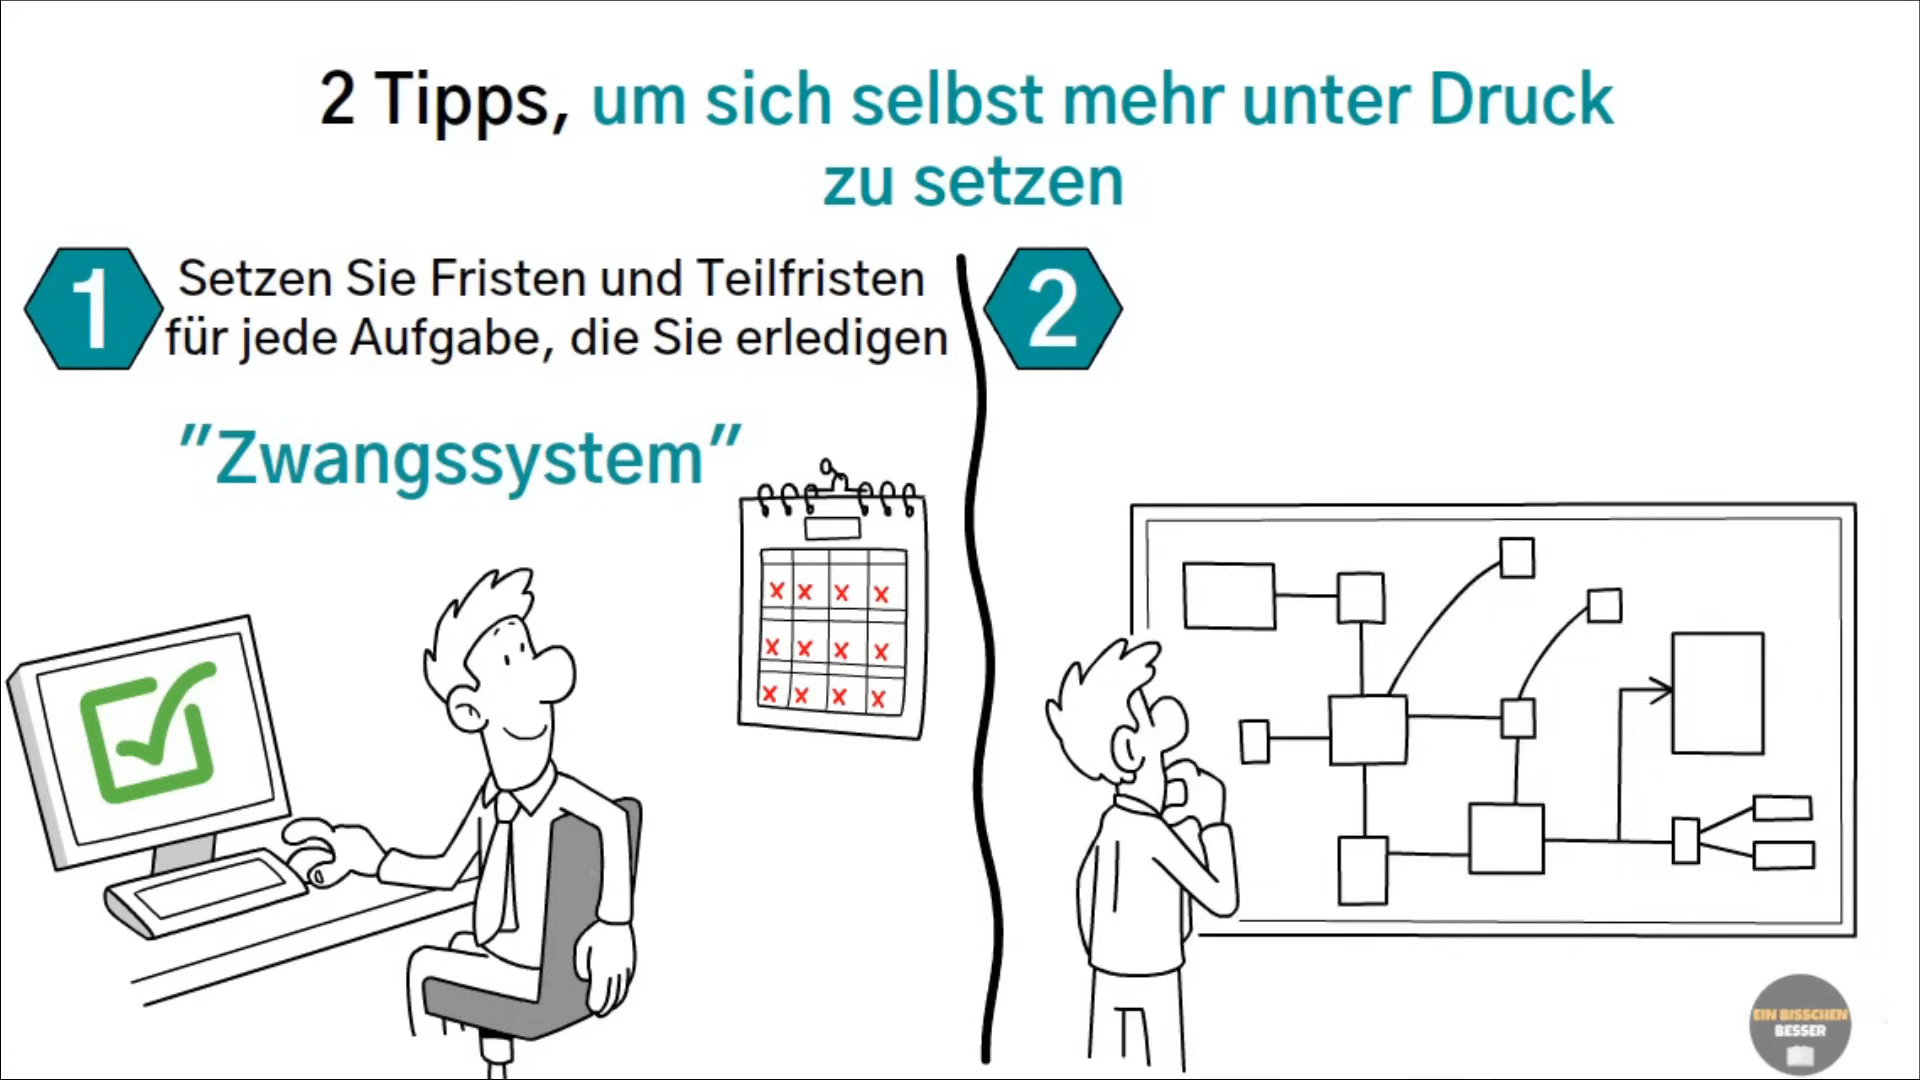 2 Tipps, um sich selbst mehr unter Druck
zu setzen
1
Setzen Sie Fristen und Teilfristen
für jede Aufgabe, die Sie erledigen
"Zwangssystem"
2
x x x x
x x x x
x x x x
EIN BISSCHEN
BESSER